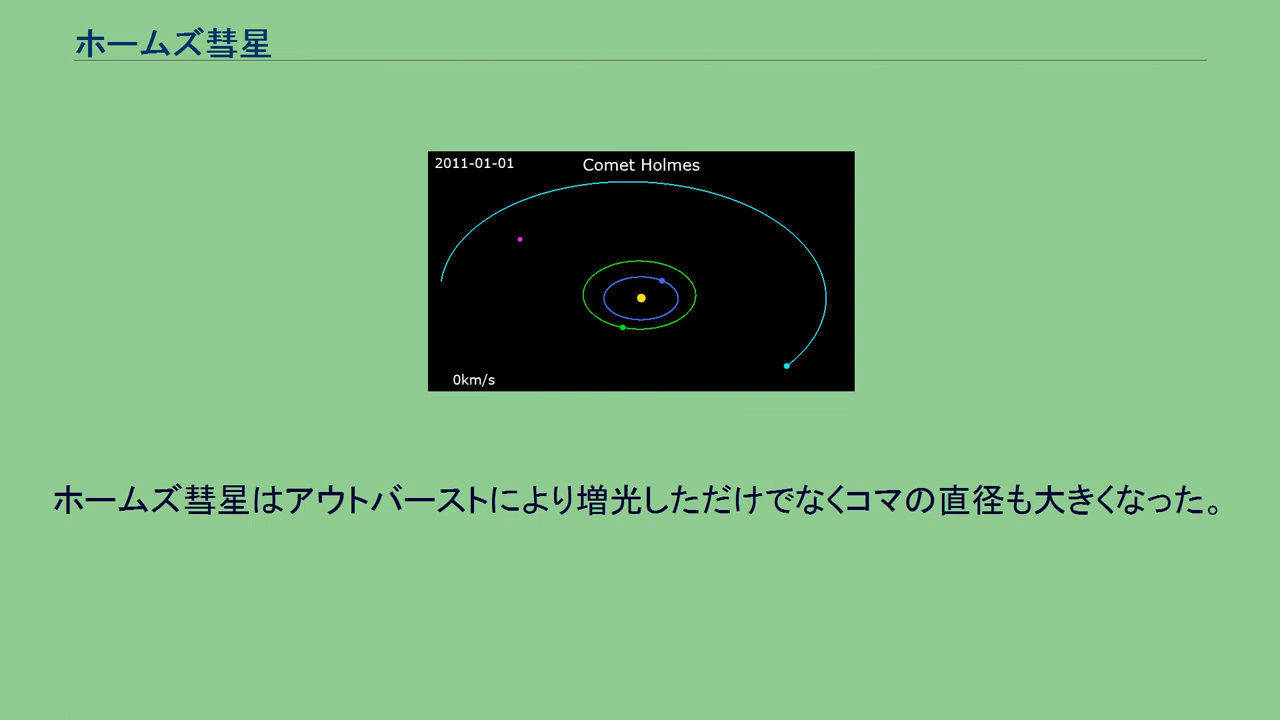 ホームズ彗星
2011-01-01
Comet Holmes
0km/s
ホームズ彗星はアウトバーストにより増光しただけでなくコマの直径も大きくなった。